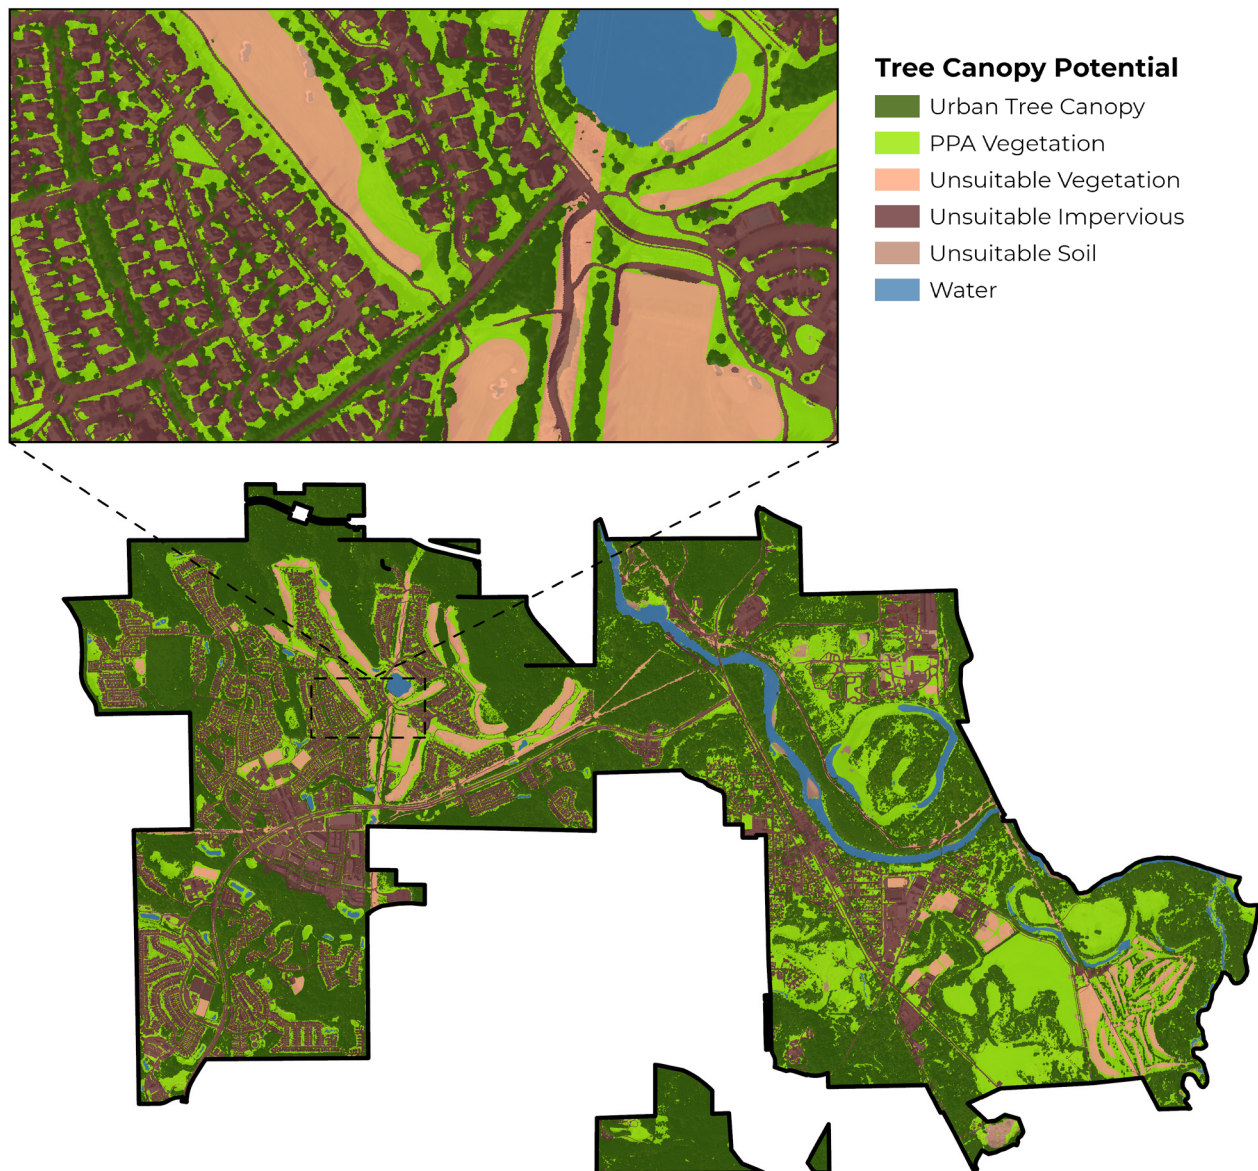 Tree Canopy Potential
Urban Tree Canopy
PPA Vegetation
Unsuitable Vegetation
Unsuitable Impervious
Unsuitable Soil
Water